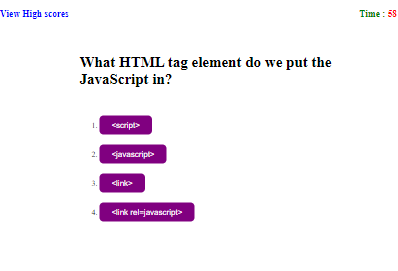 View High scores
Time : 58
What HTML tag element do we put the
JavaScript in?
1. <script>
2. <javascript>
3. <link>
4. <link rel=javascript>